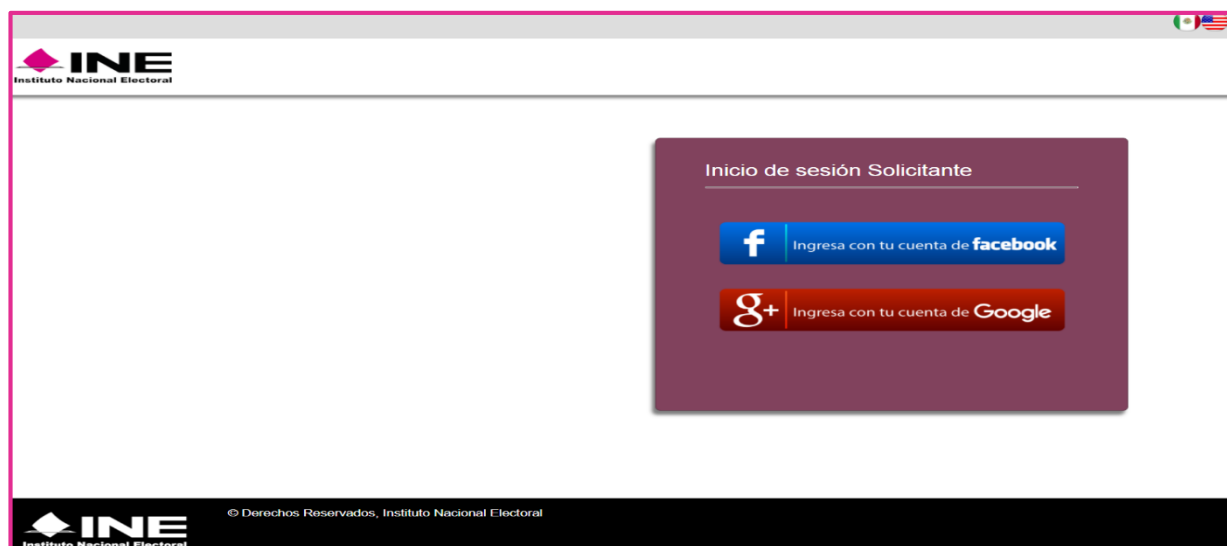 INE
Instituto Nacional Electoral
Inicio de sesión Solicitante
f Ingresa con tu cuenta de facebook
g+ Ingresa con tu cuenta de Google
© Derechos Reservados, Instituto Nacional Electoral
INE
Instituto Nacional Electoral